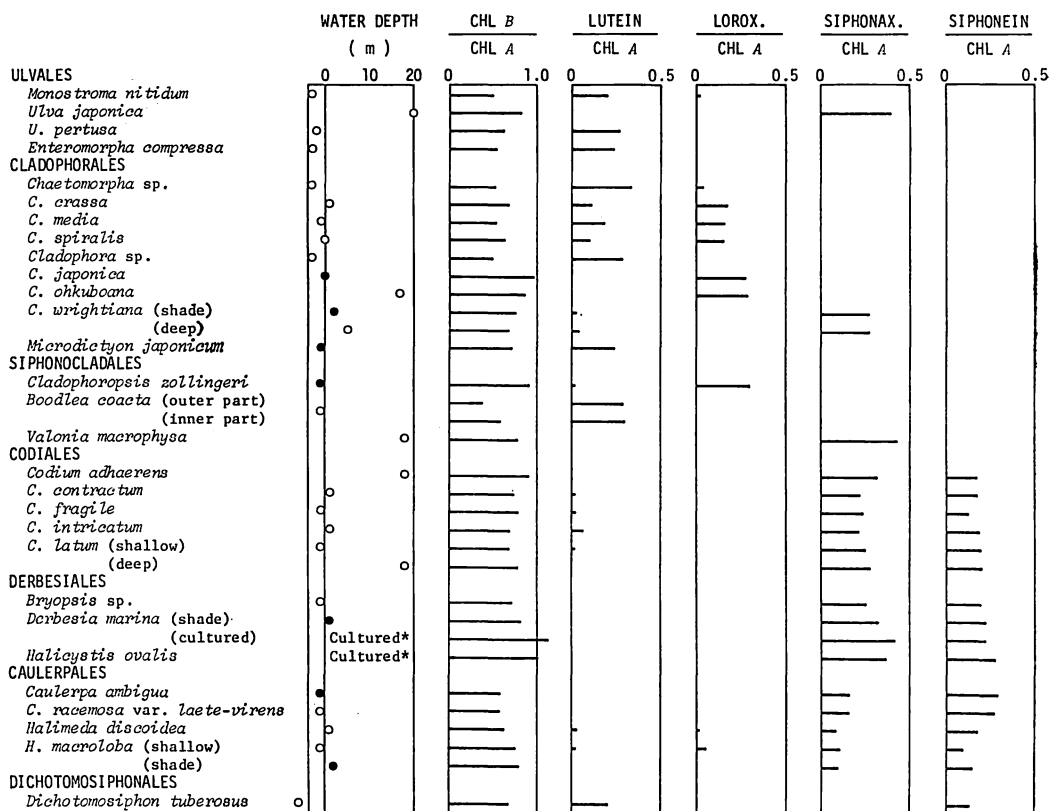 WATER DEPTH CHL B LUTEIN LOROX. SIPHONAX. SIPHONEIN
( m ) CHL A CHL A CHL A CHL A CHL A
0 10 20 0 1.0 0 0.5 0 0.5 0 0.5 0 0.5
ULVALES
Monostroma nitidum
Ulva japonica
U. pertusa
Enteromorpha compressa
CLADOPHORALES
Chaetomorpha sp.
C. crassa
C. media
C. spiralis
Cladophora sp.
C. japonica
C. ohkuboana
C. wrightiana (shade)
(deep)
Microdictyon japonicum
SIPHONOCLADALES
Cladophoropsis zollingeri
Boodlea coacta (outer part)
(inner part)
Valonia macrophysa
CODIALES
Codium adhaerens
C. contractum
C. fragile
C. intricatum
C. latum (shallow)
(deep)
DERBESIALES
Bryopsis sp.
Derbesia marina (shade)
(cultured) Cultured*
Halicystis ovalis Cultured*
CAULERPALES
Caulerpa ambigua
C. racemosa var. laete-virens
Halimeda discoidea
H. macroloba (shallow)
(shade)
DICHOTOMOSIPHONALES
Dichotomosiphon tuberosus